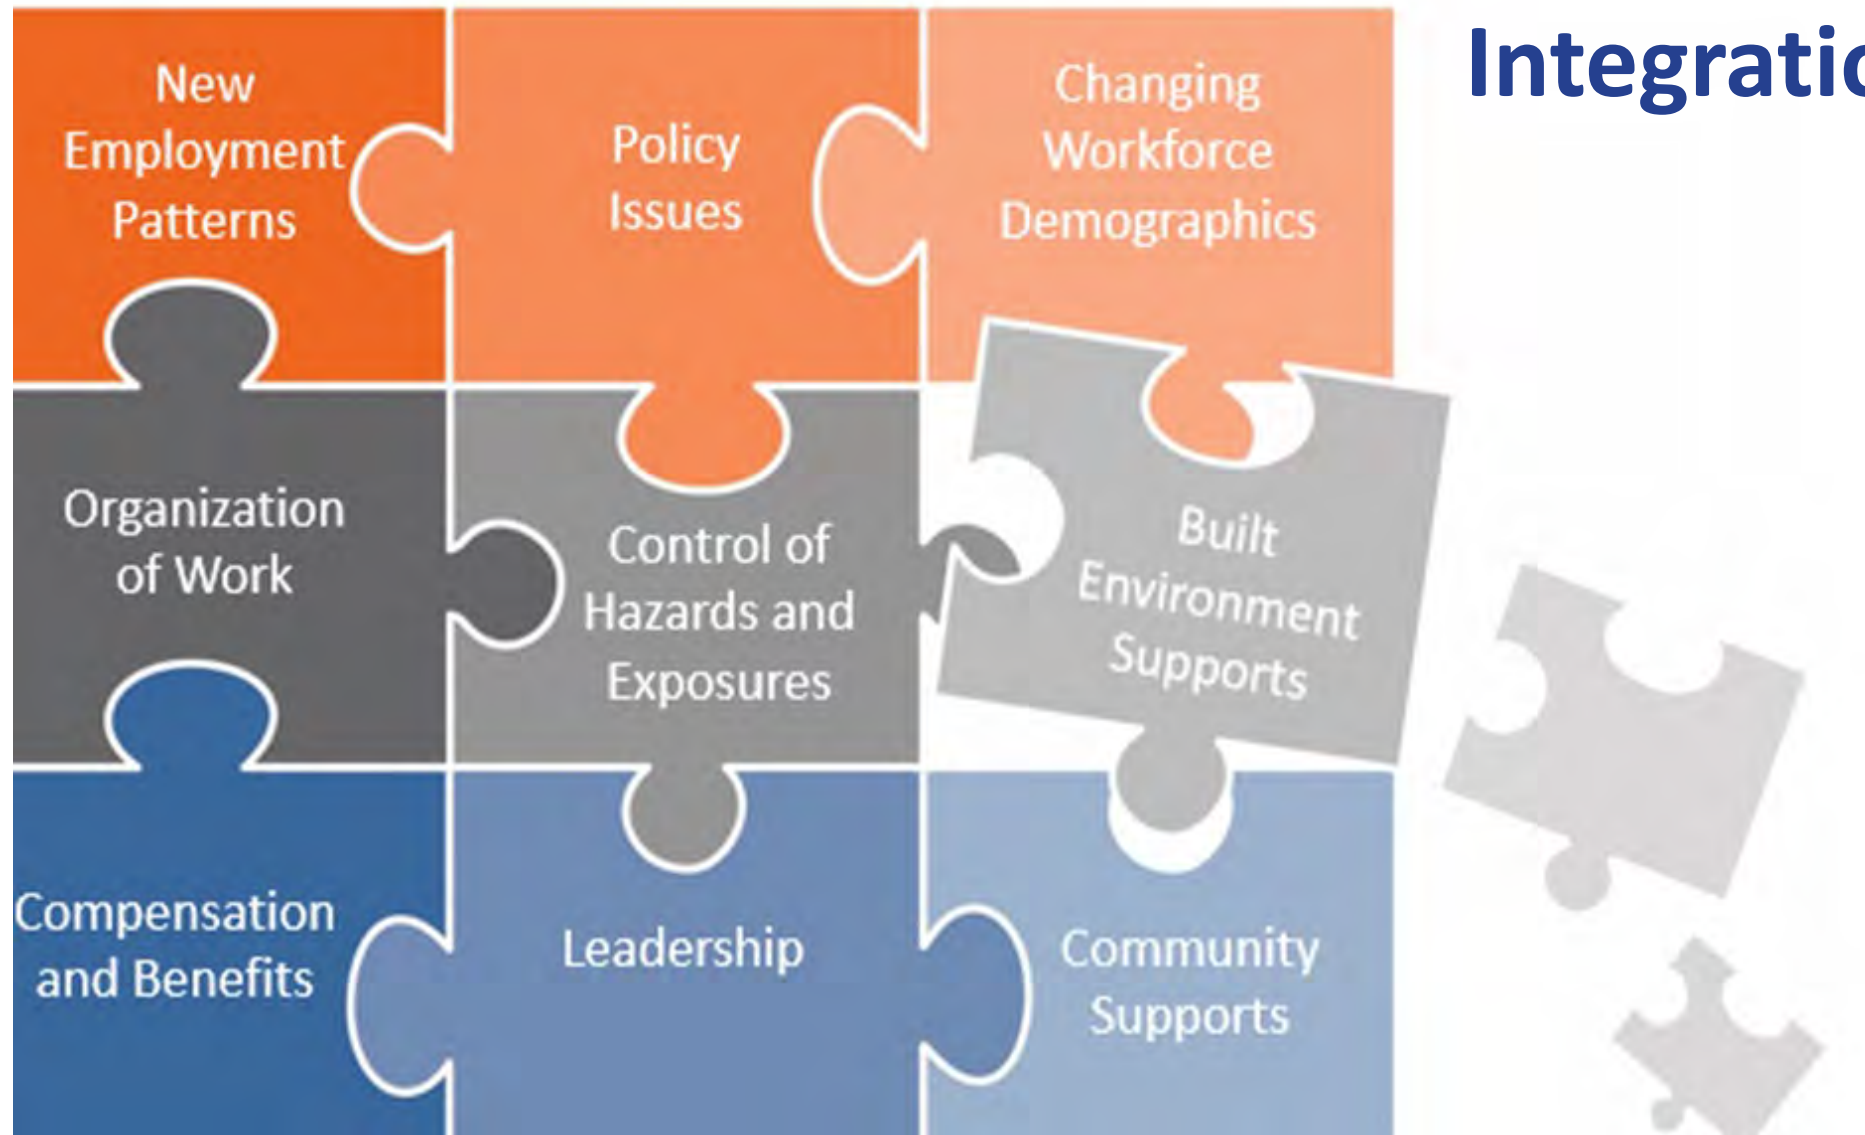 Integratio
New
Employment
Patterns
Policy
Issues
Changing
Workforce
Demographics
Organization
of Work
Control of
Hazards and
Exposures
Built
Environment
Supports
Compensation
and Benefits
Leadership
Community
Supports